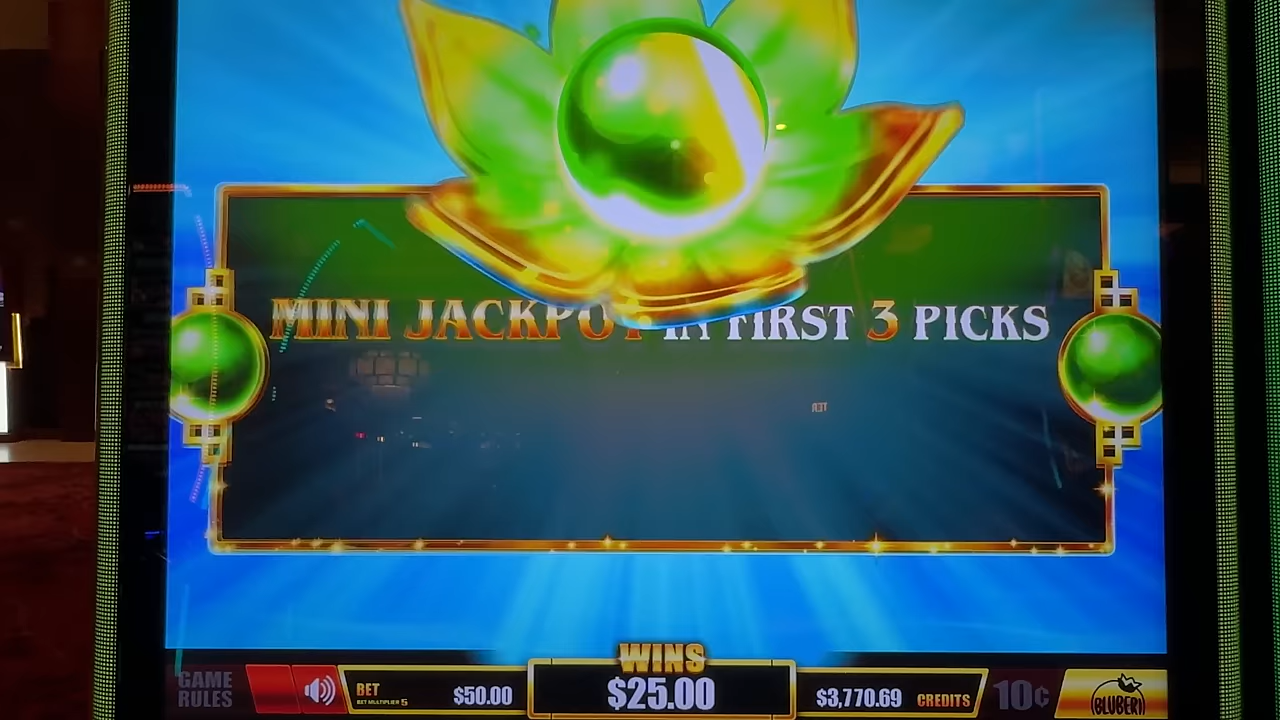 MINI JACKPOT IN FIRST 3 PICKS
WINS
GAME RULES
BET
BET MULTIPLIER 5
$50.00
$25.00
$3,770.69 CREDITS
10¢
BLUBERI